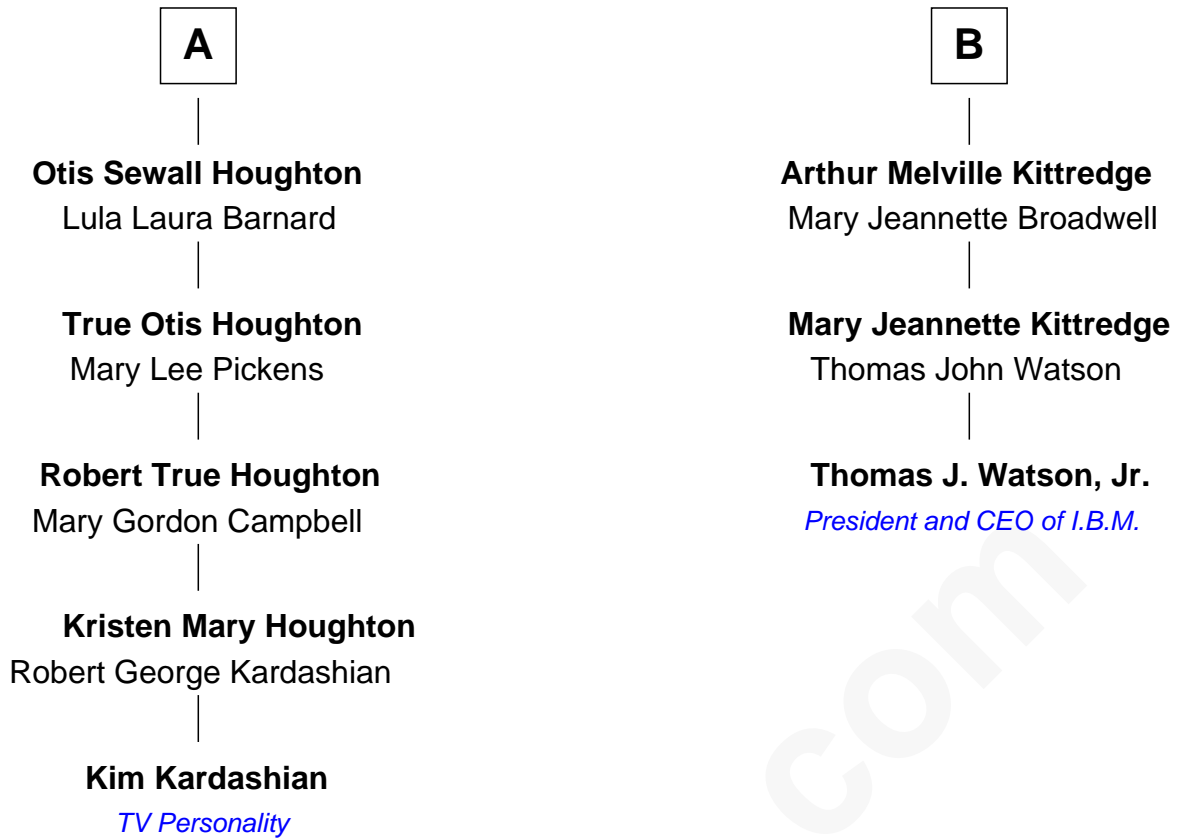 A
Otis Sewall Houghton
Lula Laura Barnard
True Otis Houghton
Mary Lee Pickens
Robert True Houghton
Mary Gordon Campbell
Kristen Mary Houghton
Robert George Kardashian
Kim Kardashian
TV Personality
B
Arthur Melville Kittredge
Mary Jeannette Broadwell
Mary Jeannette Kittredge
Thomas John Watson
Thomas J. Watson, Jr.
President and CEO of I.B.M.
com